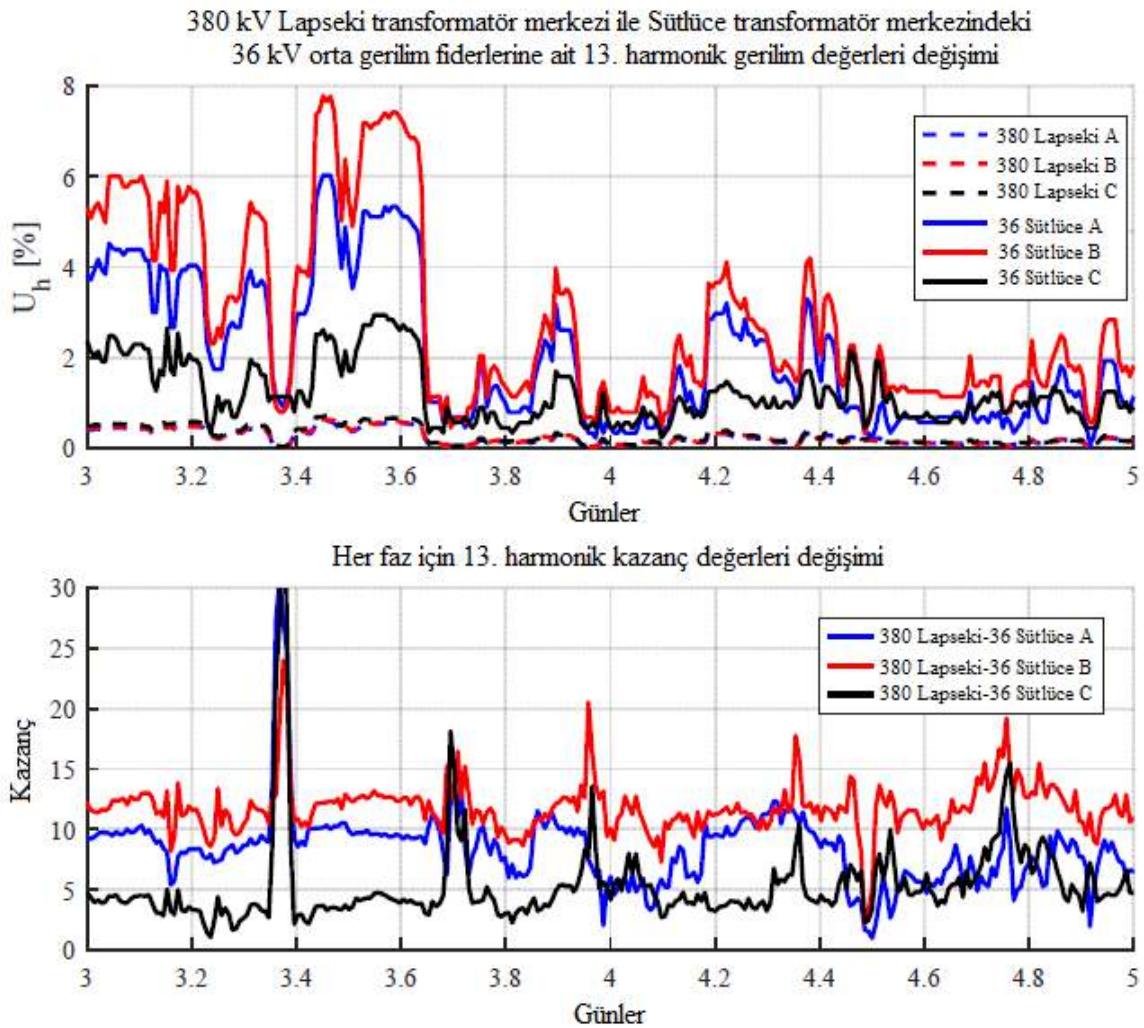 380 kV Lapseki transformatör merkezi ile Sütlüce transformatör merkezindeki
36 kV orta gerilim fiderlerine ait 13. harmonik gerilim değerleri değişimi
8
6
4
2
0
U_h [%]
380 Lapseki A
380 Lapseki B
380 Lapseki C
36 Sütlüce A
36 Sütlüce B
36 Sütlüce C
3 3.2 3.4 3.6 3.8 4 4.2 4.4 4.6 4.8 5
Günler
Her faz için 13. harmonik kazanç değerleri değişimi
30
25
20
15
10
5
0
Kazanç
380 Lapseki-36 Sütlüce A
380 Lapseki-36 Sütlüce B
380 Lapseki-36 Sütlüce C
3 3.2 3.4 3.6 3.8 4 4.2 4.4 4.6 4.8 5
Günler